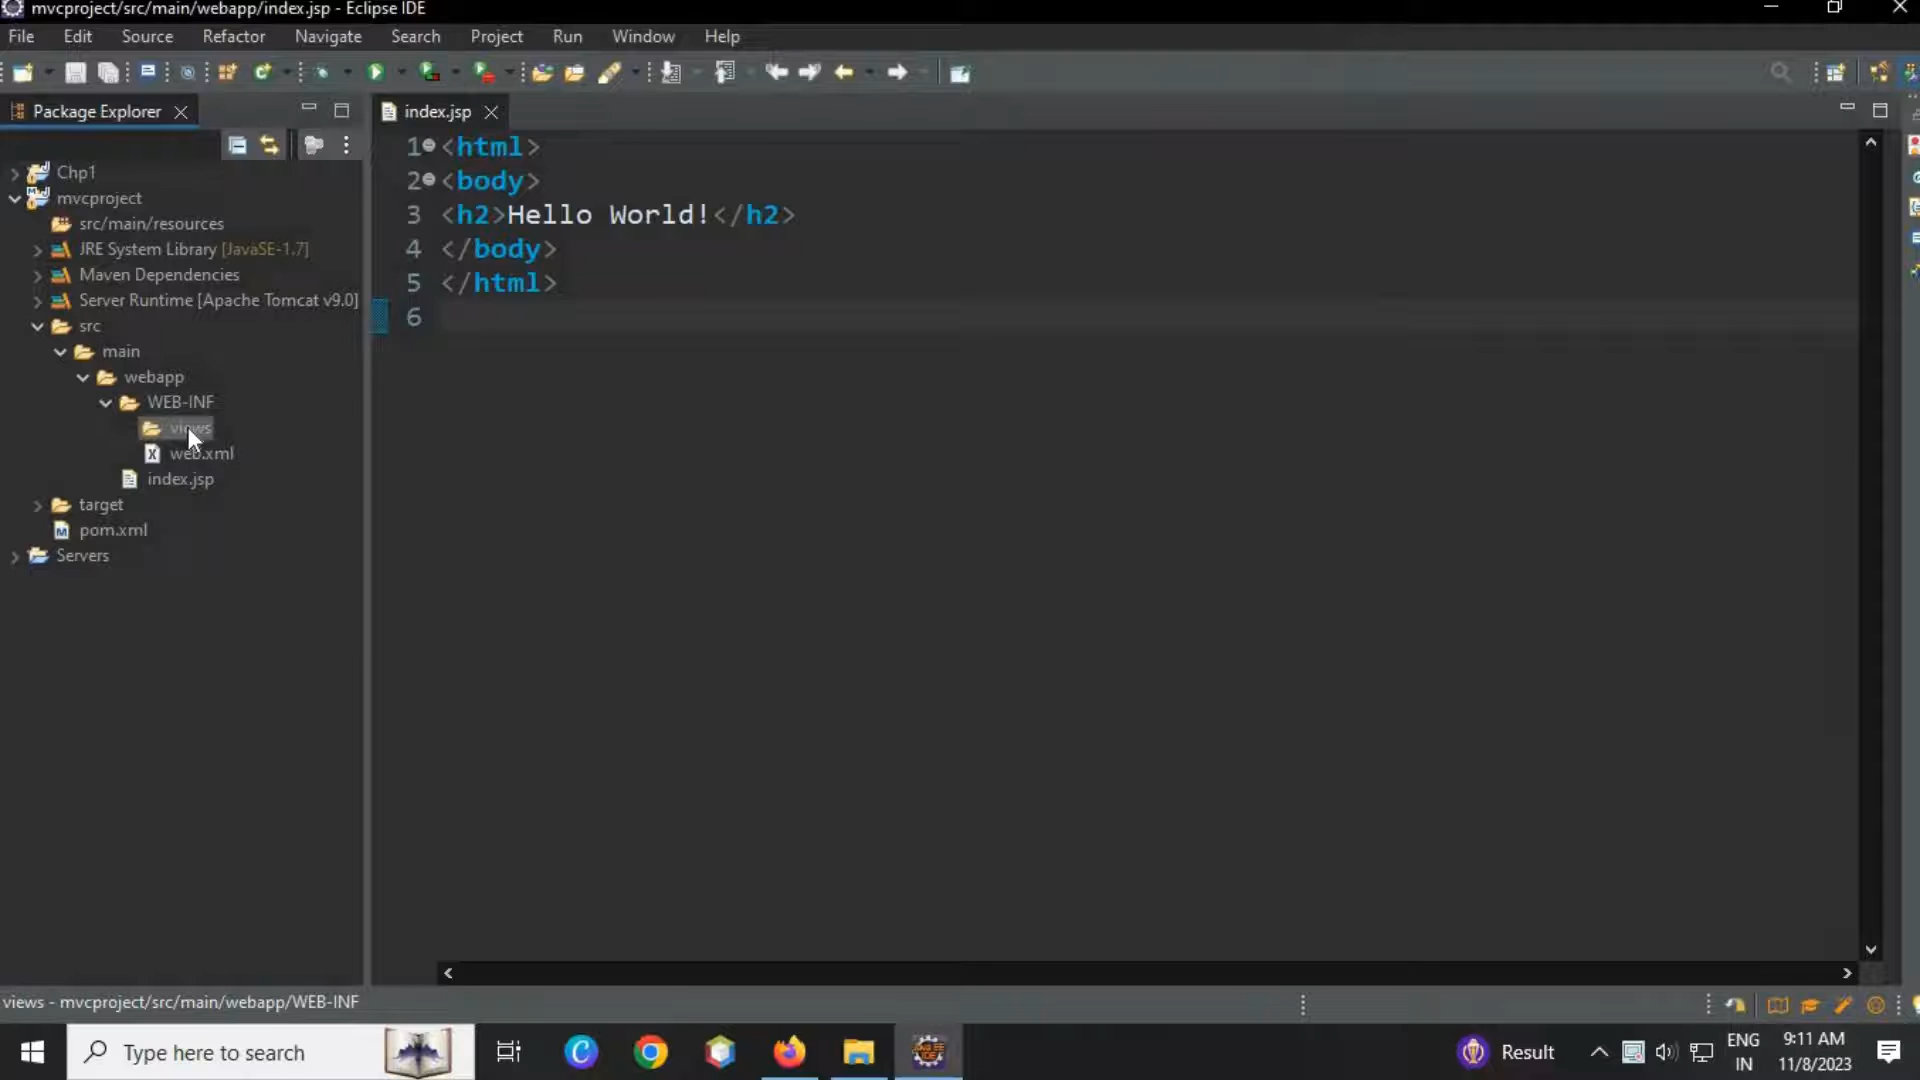 mvcproject/src/main/webapp/index.jsp - Eclipse IDE
File Edit Source Refactor Navigate Search Project Run Window Help
Package Explorer
index.jsp
Chp1
mvcproject
src/main/resources
JRE System Library [JavaSE-1.7]
Maven Dependencies
Server Runtime [Apache Tomcat v9.0]
src
main
webapp
WEB-INF
views
web.xml
index.jsp
target
pom.xml
Servers
1 <html>
2 <body>
3 <h2>Hello World!</h2>
4 </body>
5 </html>
6
views - mvcproject/src/main/webapp/WEB-INF
Type here to search
Result
ENG
IN
9:11 AM
11/8/2023